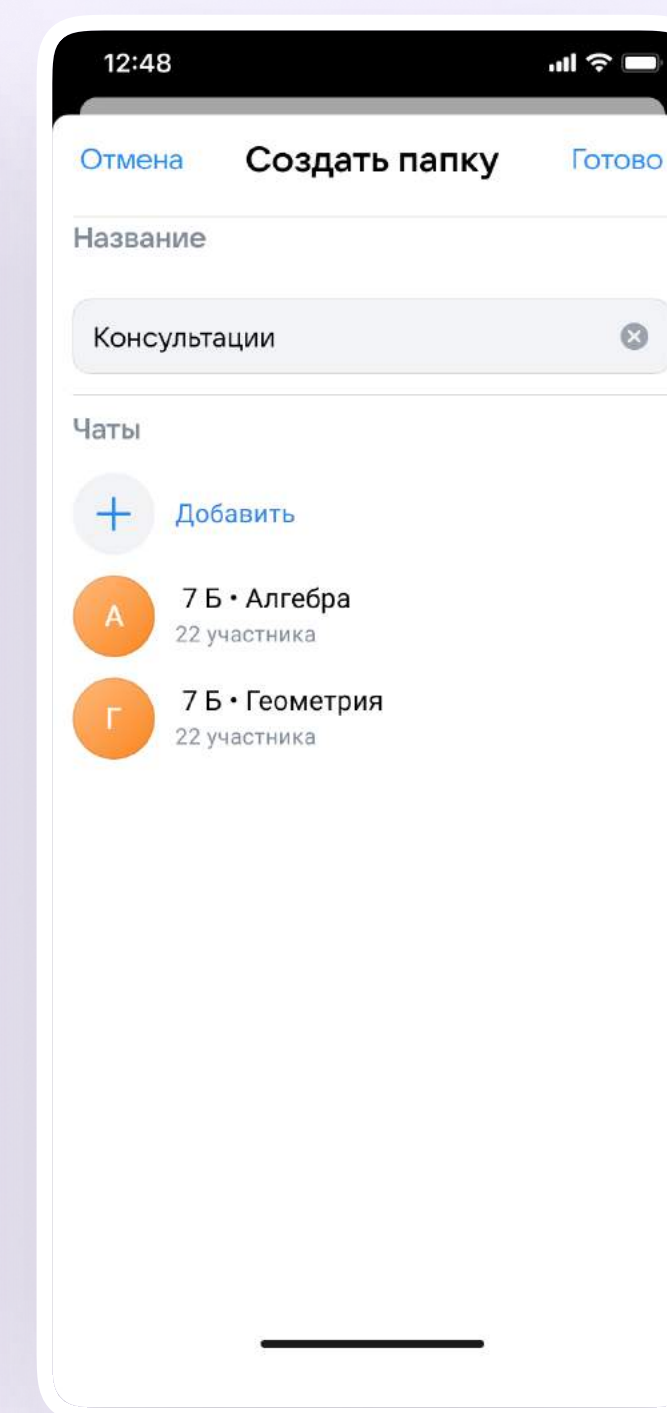 12:48
Отмена Создать папку Готово
Название
Консультации
Чаты
Добавить
А
7 Б • Алгебра
22 участника
Г
7 Б • Геометрия
22 участника